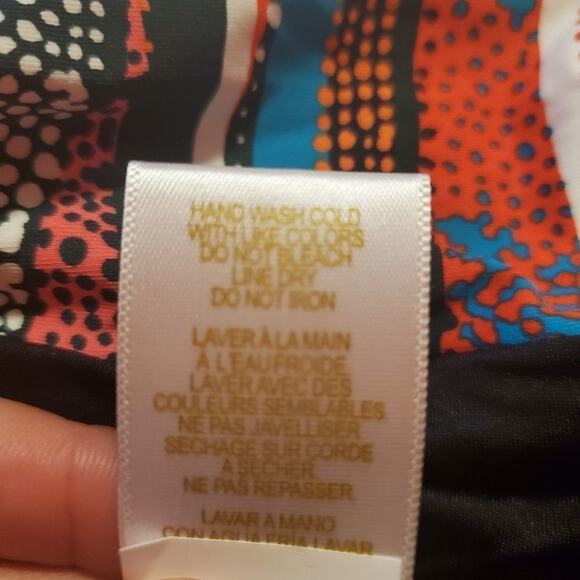 HAND WASH COLD
WITH LIKE COLORS
DO NOT BLEACH
LINE DRY
DO NOT IRON
LAVER À LA MAIN
À L'EAU FROIDE
LAVER AVEC DES
COULEURS SEMBLABLES
NE PAS JAVELLISER
SECHAGE SUR CORDE
A SÉCHER
NE PAS REPASSER.
LAVAR A MANO
CON AGUA FRÍA LAVAR